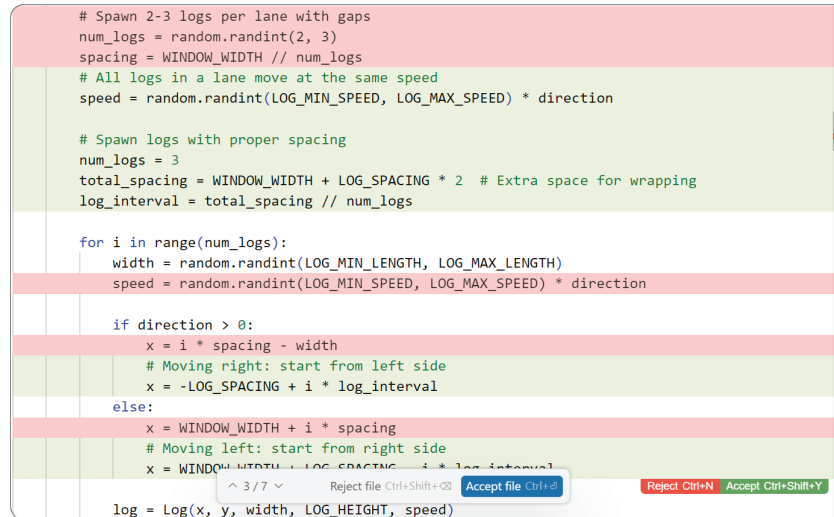 # Spawn 2-3 logs per lane with gaps
num_logs = random.randint(2, 3)
spacing = WINDOW_WIDTH // num_logs
# All logs in a lane move at the same speed
speed = random.randint(LOG_MIN_SPEED, LOG_MAX_SPEED) * direction
# Spawn logs with proper spacing
num_logs = 3
total_spacing = WINDOW_WIDTH + LOG_SPACING * 2  # Extra space for wrapping
log_interval = total_spacing // num_logs
for i in range(num_logs):
width = random.randint(LOG_MIN_LENGTH, LOG_MAX_LENGTH)
speed = random.randint(LOG_MIN_SPEED, LOG_MAX_SPEED) * direction
if direction > 0:
x = i * spacing - width
# Moving right: start from left side
x = -LOG_SPACING + i * log_interval
else:
x = WINDOW_WIDTH + i * spacing
# Moving left: start from right side
x = WINDOW_WIDTH + LOG_SPACING - i * log_interval
3 / 7 Reject file Ctrl+Shift+⌫ Accept file Ctrl+⏎
Reject Ctrl+N Accept Ctrl+Shift+Y
log = Log(x, y, width, LOG_HEIGHT, speed)